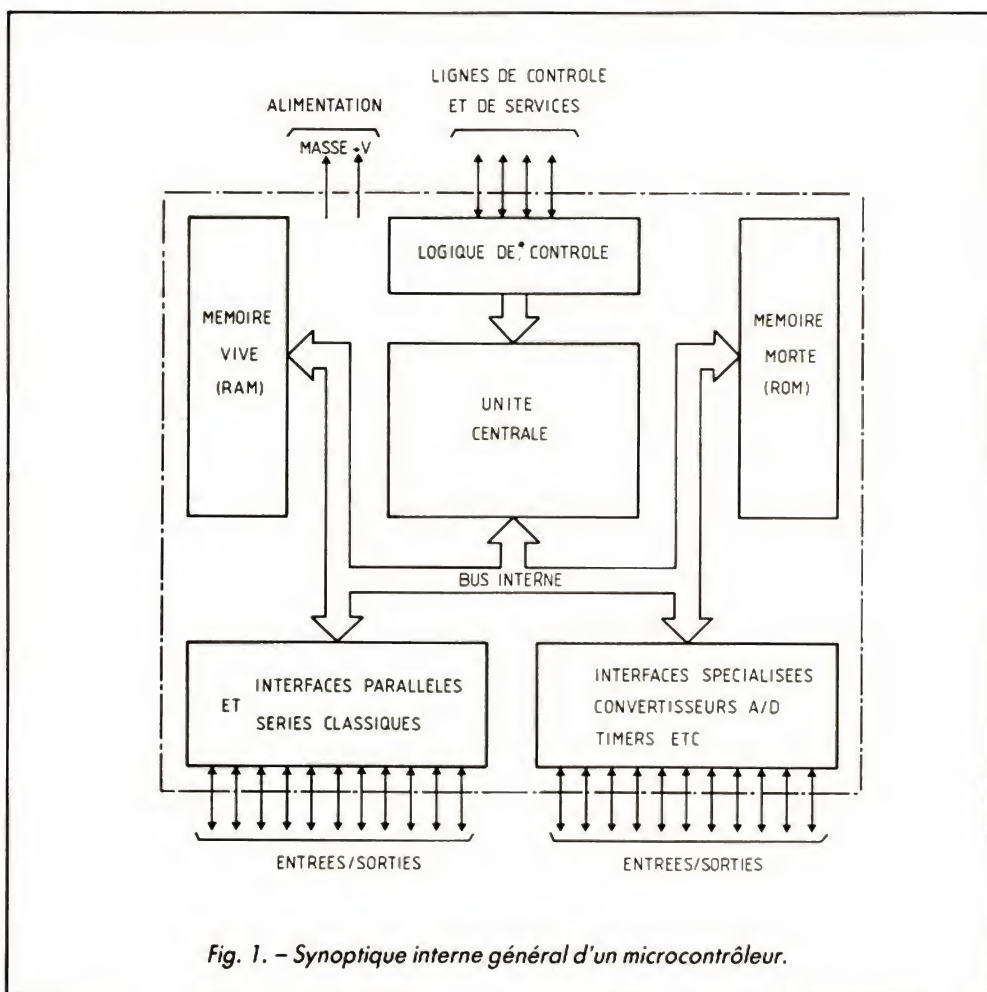 LIGNES DE CONTROLE
ET DE SERVICES
ALIMENTATION
MASSE +V
LOGIQUE DE CONTROLE
MEMOIRE
VIVE
(RAM)
UNITE
CENTRALE
MEMOIRE
MORTE
(ROM)
BUS INTERNE
INTERFACES PARALLELES
ET
SERIES CLASSIQUES
INTERFACES SPECIALISEES
CONVERTISSEURS A/D
TIMERS ETC
ENTREES/SORTIES
ENTREES/SORTIES
Fig. 1. – Synoptique interne général d'un microcontrôleur.